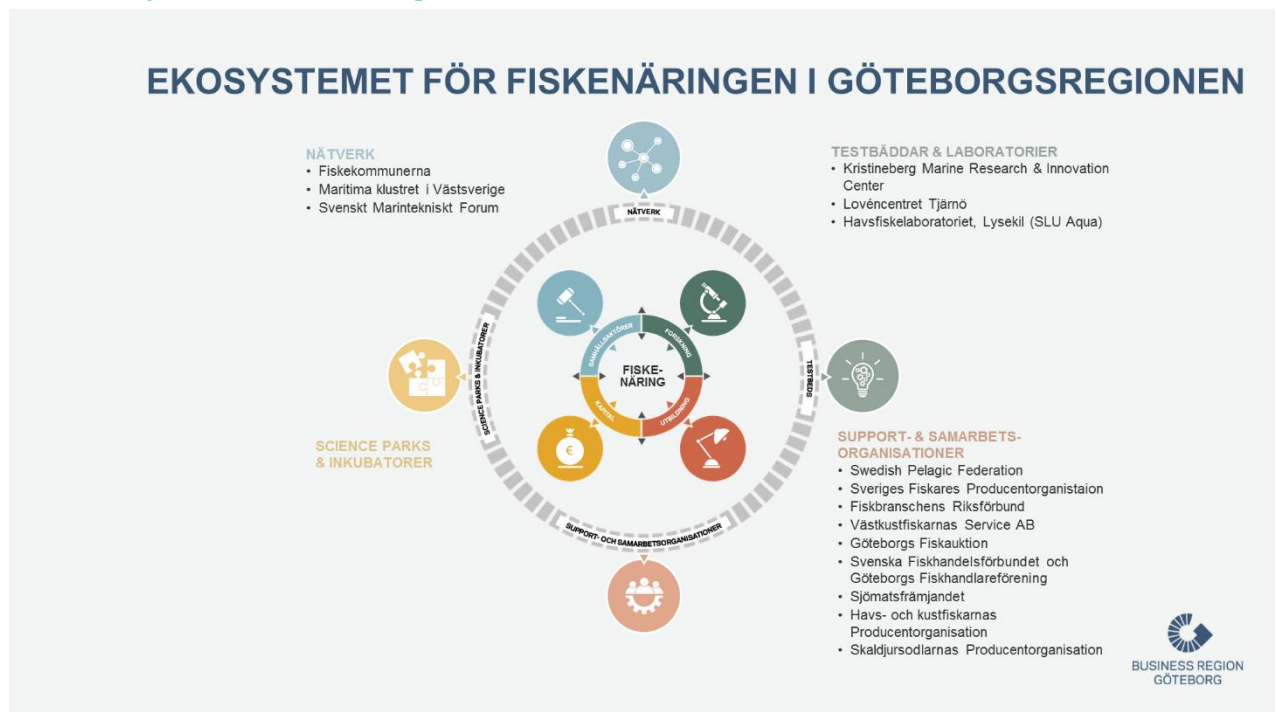 EKOSYSTEMET FÖR FISKENÄRINGEN I GÖTEBORGSREGIONEN
NÄTVERK
• Fiskekommunerna
• Maritima klustret i Västsverige
• Svenskt Marintekniskt Forum
TESTBÄDDAR & LABORATORIER
• Kristineberg Marine Research & Innovation
Center
• Lovéncentret Tjärnö
• Havsfiskelaboratoriet, Lysekil (SLU Aqua)
NÄTVERK
SCIENCE PARKS & INKUBATORER
SAMHÄLLSAKTÖRER
FORSKNING
FISKE-
NÄRING
KAPITAL
UTBILDNING
€
TESTBEDS
SUPPORT- OCH SAMARBETSORGANISATIONER
SCIENCE PARKS
& INKUBATORER
SUPPORT- & SAMARBETS-
ORGANISATIONER
• Swedish Pelagic Federation
• Sveriges Fiskares Producentorganistaion
• Fiskbranschens Riksförbund
• Västkustfiskarnas Service AB
• Göteborgs Fiskauktion
• Svenska Fiskhandelsförbundet och
Göteborgs Fiskhandlareförening
• Sjömatsfrämjandet
• Havs- och kustfiskarnas
Producentorganisation
• Skaldjursodlarnas Producentorganisation
BUSINESS REGION
GÖTEBORG